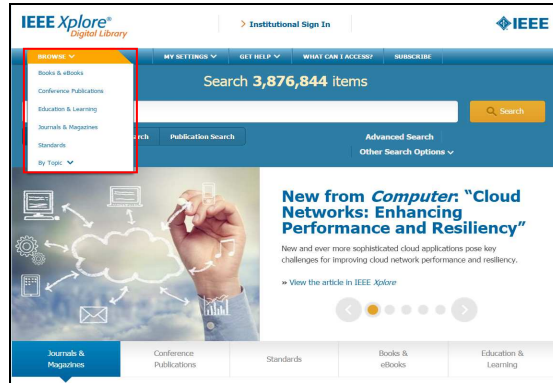 IEEE Xplore®
Digital Library
> Institutional Sign In
IEEE
BROWSE
MY SETTINGS
GET HELP
WHAT CAN I ACCESS?
SUBSCRIBE
Books & eBooks
Conference Publications
Education & Learning
Journals & Magazines
Standards
By Topic
Search 3,876,844 items
Search
rch
Publication Search
Advanced Search
Other Search Options
New from Computer: “Cloud
Networks: Enhancing
Performance and Resiliency”
New and ever more sophisticated cloud applications pose key
challenges for improving cloud network performance and resiliency.
» View the article in IEEE Xplore
Journals &
Magazines
Conference
Publications
Standards
Books &
eBooks
Education &
Learning